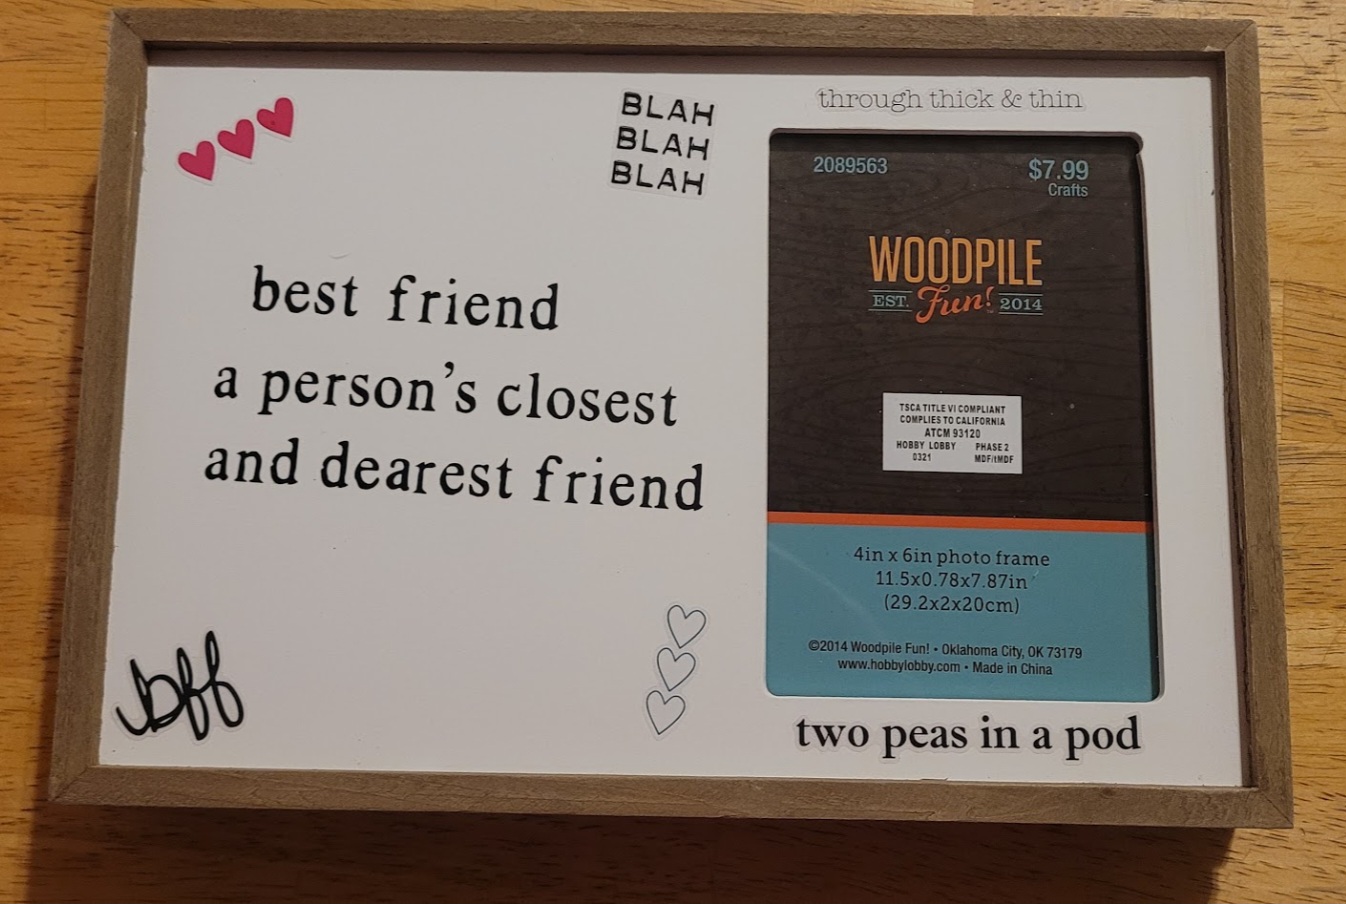 BLAH
BLAH
BLAH
best friend
a person's closest
and dearest friend
bff
through thick & thin
2089563
$7.99
Crafts
WOODPILE
EST. Fun! 2014
TSCA TITLE VI COMPLIANT
COMPLIES TO CALIFORNIA
ATCM 93120
HOBBY LOBBY PHASE 2
0321 MDF/tMDF
4in x 6in photo frame
11.5x0.78x7.87in
(29.2x2x20cm)
©2014 Woodpile Fun! • Oklahoma City, OK 73179
www.hobbylobby.com • Made in China
two peas in a pod